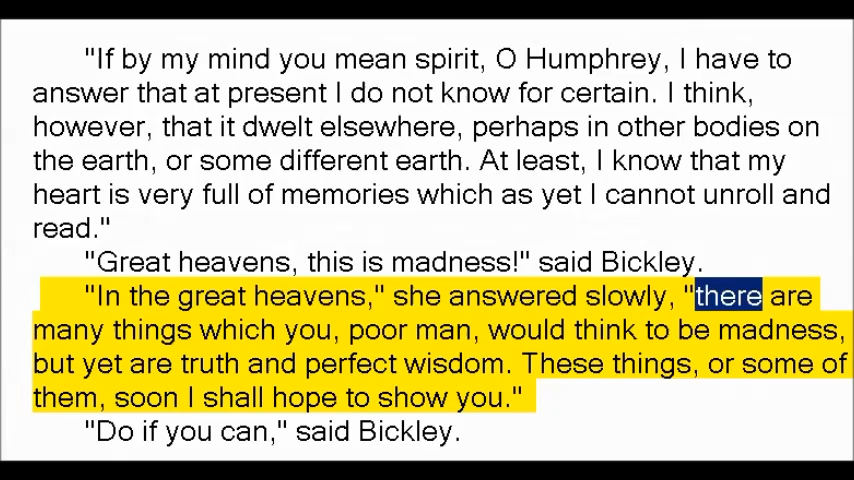 "If by my mind you mean spirit, O Humphrey, I have to
answer that at present I do not know for certain. I think,
however, that it dwelt elsewhere, perhaps in other bodies on
the earth, or some different earth. At least, I know that my
heart is very full of memories which as yet I cannot unroll and
read."
"Great heavens, this is madness!" said Bickley.
"In the great heavens," she answered slowly, "there are
many things which you, poor man, would think to be madness,
but yet are truth and perfect wisdom. These things, or some of
them, soon I shall hope to show you."
"Do if you can," said Bickley.